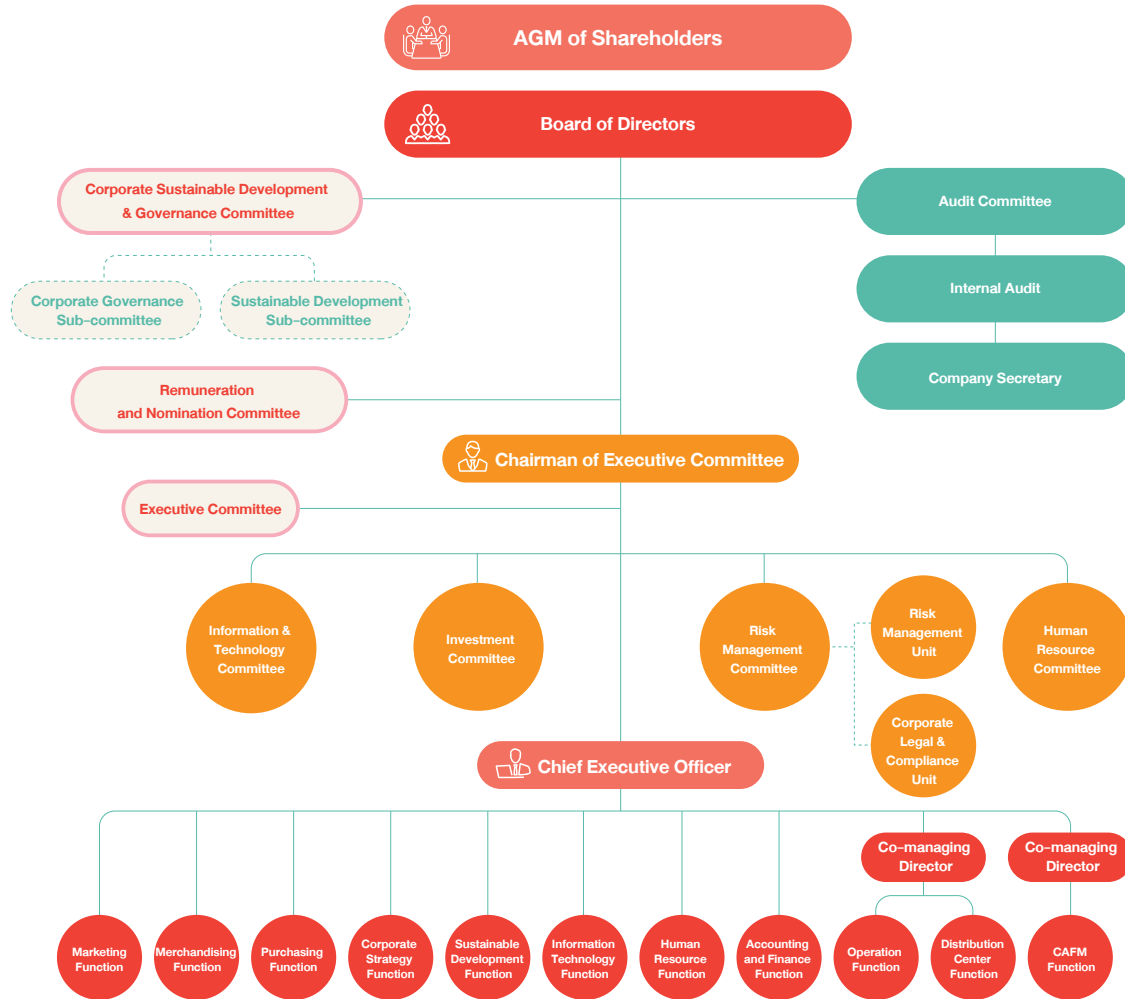 AGM of Shareholders
Board of Directors
Corporate Sustainable Development
& Governance Committee
Audit Committee
Corporate Governance
Sub-committee
Sustainable Development
Sub-committee
Internal Audit
Company Secretary
Remuneration
and Nomination Committee
Chairman of Executive Committee
Executive Committee
Information &
Technology
Committee
Investment
Committee
Risk
Management
Committee
Risk
Management
Unit
Human
Resource
Committee
Corporate
Legal &
Compliance
Unit
Chief Executive Officer
Co-managing
Director
Co-managing
Director
Marketing
Function
Merchandising
Function
Purchasing
Function
Corporate
Strategy
Function
Sustainable
Development
Function
Information
Technology
Function
Human
Resource
Function
Accounting
and Finance
Function
Operation
Function
Distribution
Center
Function
CAFM
Function